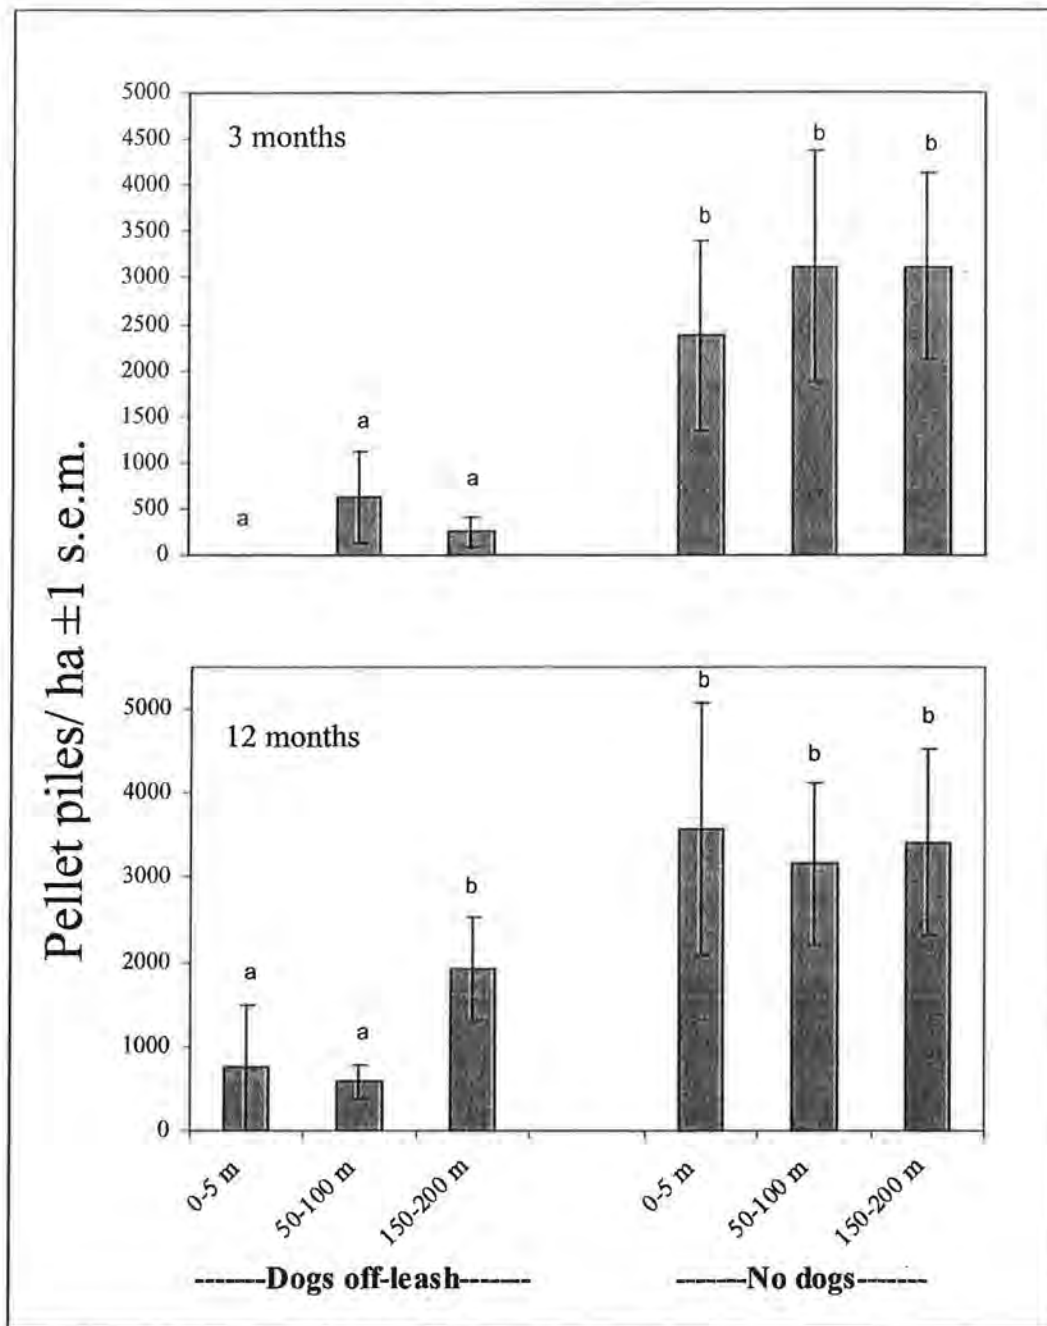 Pellet piles/ ha ±1 s.e.m.
5000
4500
4000
3500
3000
2500
2000
1500
1000
500
0
3 months
a
a
a
b
b
b
5000
4000
3000
2000
1000
0
12 months
a
a
b
b
b
b
0-5 m
50-100 m
150-200 m
0-5 m
50-100 m
150-200 m
-------Dogs off-leash-------
-------No dogs-------